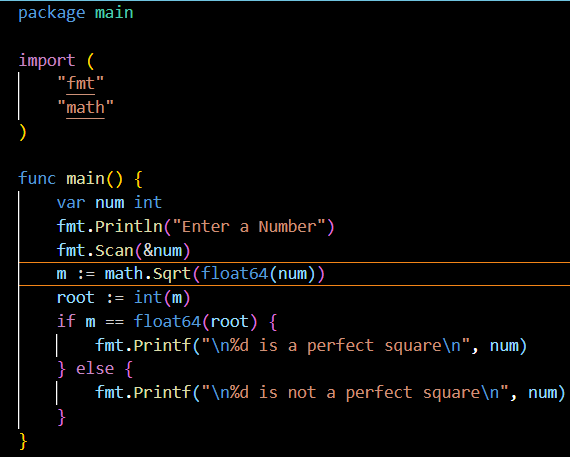 package main
import (
"fmt"
"math"
)
func main() {
var num int
fmt.Println("Enter a Number")
fmt.Scan(&num)
m := math.Sqrt(float64(num))
root := int(m)
if m == float64(root) {
fmt.Printf("\n%d is a perfect square\n", num)
} else {
fmt.Printf("\n%d is not a perfect square\n", num)
}
}